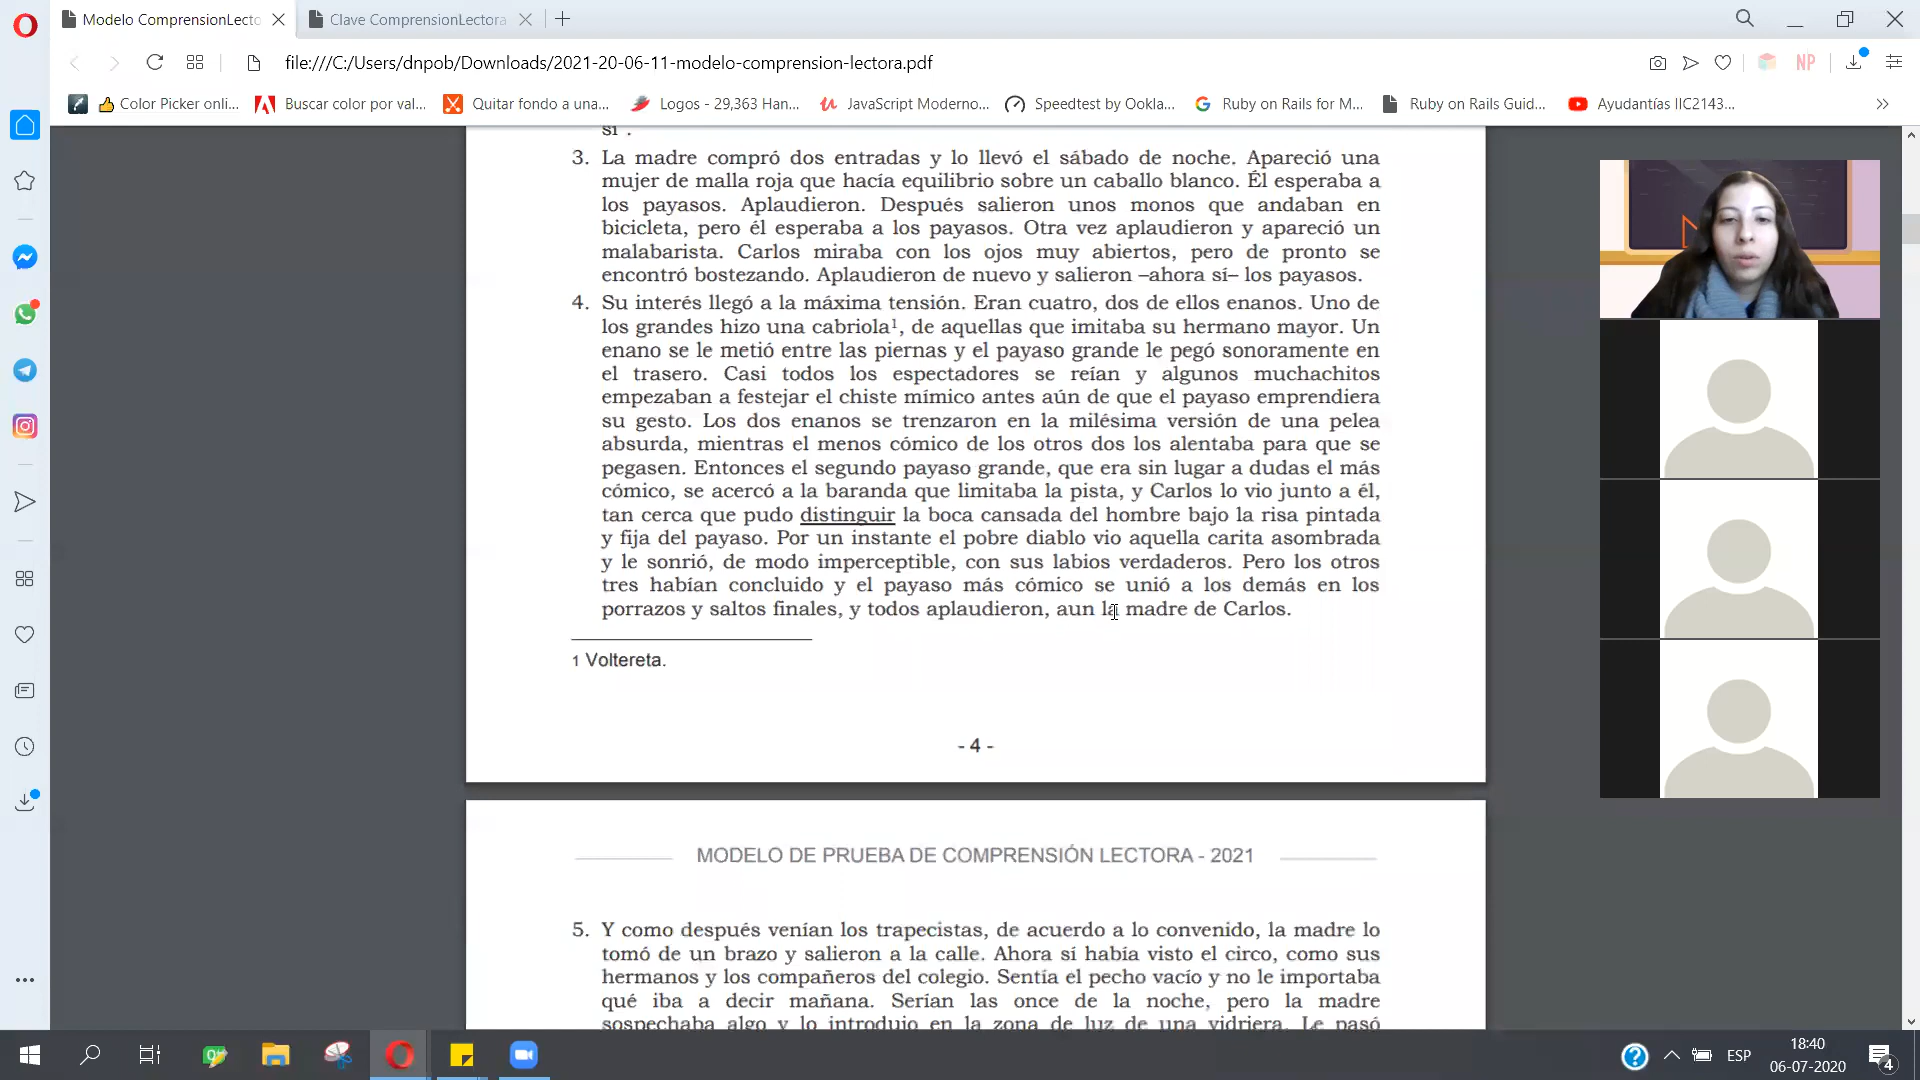 Modelo ComprensionLecto
Clave ComprensionLectora
file:///C:/Users/dnpob/Downloads/2021-20-06-11-modelo-comprension-lectora.pdf
NP
Color Picker onli...
Buscar color por val...
Quitar fondo a una...
Logos - 29,363 Han...
JavaScript Moderno...
Speedtest by Ookla...
Ruby on Rails for M...
Ruby on Rails Guid...
Ayudantías IIC2143...
sí".
3. La madre compró dos entradas y lo llevó el sábado de noche. Apareció una
mujer de malla roja que hacía equilibrio sobre un caballo blanco. Él esperaba a
los payasos. Aplaudieron. Después salieron unos monos que andaban en
bicicleta, pero él esperaba a los payasos. Otra vez aplaudieron y apareció un
malabarista. Carlos miraba con los ojos muy abiertos, pero de pronto se
encontró bostezando. Aplaudieron de nuevo y salieron –ahora sí– los payasos.
4. Su interés llegó a la máxima tensión. Eran cuatro, dos de ellos enanos. Uno de
los grandes hizo una cabriola¹, de aquellas que imitaba su hermano mayor. Un
enano se le metió entre las piernas y el payaso grande le pegó sonoramente en
el trasero. Casi todos los espectadores se reían y algunos muchachitos
empezaban a festejar el chiste mímico antes aún de que el payaso emprendiera
su gesto. Los dos enanos se trenzaron en la milésima versión de una pelea
absurda, mientras el menos cómico de los otros dos los alentaba para que se
pegasen. Entonces el segundo payaso grande, que era sin lugar a dudas el más
cómico, se acercó a la baranda que limitaba la pista, y Carlos lo vio junto a él,
tan cerca que pudo distinguir la boca cansada del hombre bajo la risa pintada
y fija del payaso. Por un instante el pobre diablo vio aquella carita asombrada
y le sonrió, de modo imperceptible, con sus labios verdaderos. Pero los otros
tres habían concluido y el payaso más cómico se unió a los demás en los
porrazos y saltos finales, y todos aplaudieron, aun la madre de Carlos.
1 Voltereta.
- 4 -
MODELO DE PRUEBA DE COMPRENSIÓN LECTORA - 2021
5. Y como después venían los trapecistas, de acuerdo a lo convenido, la madre lo
tomó de un brazo y salieron a la calle. Ahora sí había visto el circo, como sus
hermanos y los compañeros del colegio. Sentía el pecho vacío y no le importaba
qué iba a decir mañana. Serían las once de la noche, pero la madre
sospechaba algo y lo introdujo en la zona de luz de una vidriera. Le pasó
ESP
18:40
06-07-2020
4